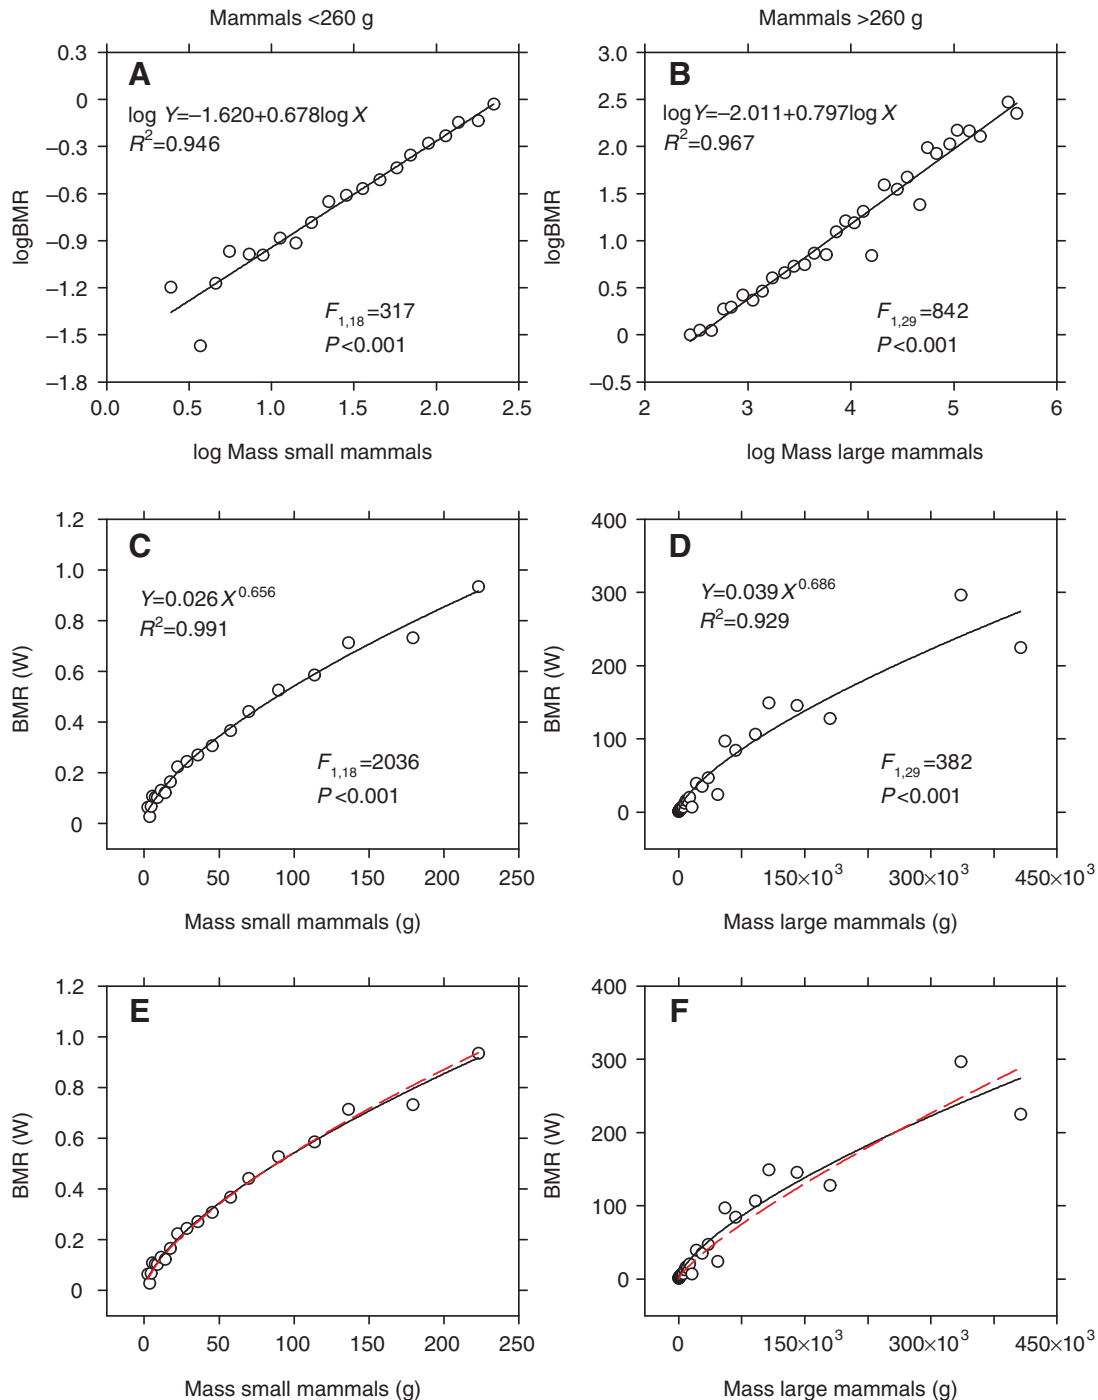 Mammals <260 g
Mammals >260 g
A
log Y=–1.620+0.678log X
R²=0.946
F1,18=317
P<0.001
0.3
0
–0.3
–0.6
–0.9
–1.2
–1.5
–1.8
logBMR
0.0 0.5 1.0 1.5 2.0 2.5
log Mass small mammals
B
log Y=–2.011+0.797log X
R²=0.967
F1,29=842
P<0.001
3.0
2.5
2.0
1.5
1.0
0.5
0
–0.5
logBMR
2 3 4 5 6
log Mass large mammals
C
Y=0.026X^0.656
R²=0.991
F1,18=2036
P<0.001
1.2
1.0
0.8
0.6
0.4
0.2
0
BMR (W)
0 50 100 150 200 250
Mass small mammals (g)
D
Y=0.039X^0.686
R²=0.929
F1,29=382
P<0.001
400
300
200
100
0
BMR (W)
0 150×10³ 300×10³ 450×10³
Mass large mammals (g)
E
1.2
1.0
0.8
0.6
0.4
0.2
0
BMR (W)
0 50 100 150 200 250
Mass small mammals (g)
F
400
300
200
100
0
BMR (W)
0 150×10³ 300×10³ 450×10³
Mass large mammals (g)